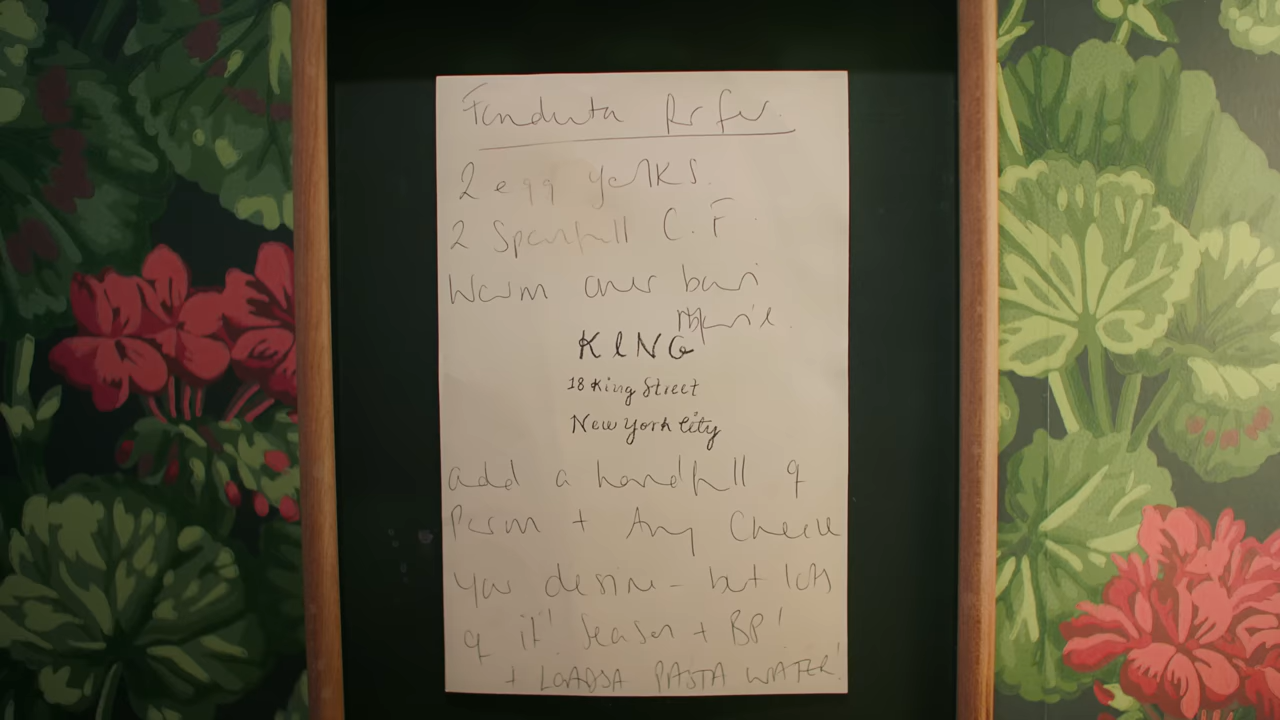 Fonduta
2 egg yolks.
2 Spoonfull C.F
Warm over bain
Marie.
KING
18 King Street
New York City
add a handfull of
Parm + Any Cheese
you desire - but lots
of it! Season + BP!
+ LOADSA PASTA WATER!